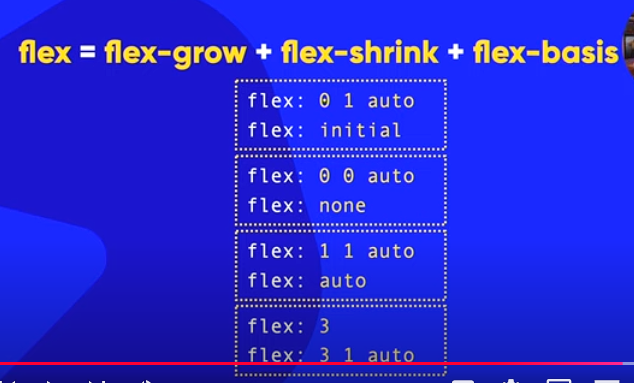 flex = flex-grow + flex-shrink + flex-basis
flex: 0 1 auto
flex: initial
flex: 0 0 auto
flex: none
flex: 1 1 auto
flex: auto
flex: 3
flex: 3 1 auto